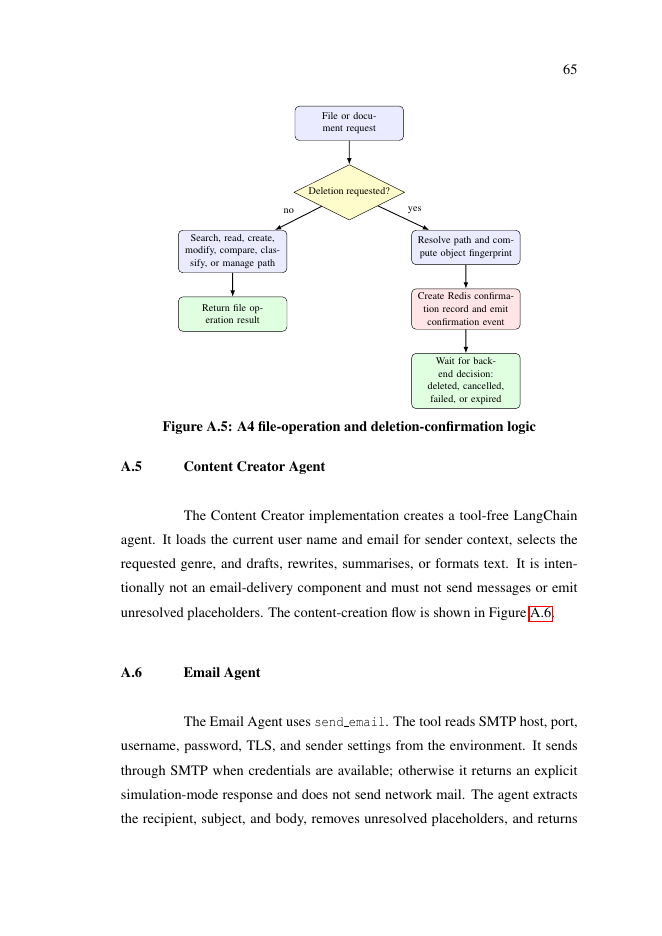 65
File or docu-
ment request
Deletion requested?
no
yes
Search, read, create,
modify, compare, clas-
sify, or manage path
Resolve path and com-
pute object fingerprint
Return file op-
eration result
Create Redis confirma-
tion record and emit
confirmation event
Wait for back-
end decision:
deleted, cancelled,
failed, or expired
Figure A.5: A4 file-operation and deletion-confirmation logic
A.5 Content Creator Agent
The Content Creator implementation creates a tool-free LangChain
agent. It loads the current user name and email for sender context, selects the
requested genre, and drafts, rewrites, summarises, or formats text. It is inten-
tionally not an email-delivery component and must not send messages or emit
unresolved placeholders. The content-creation flow is shown in Figure A.6.
A.6 Email Agent
The Email Agent uses send_email. The tool reads SMTP host, port,
username, password, TLS, and sender settings from the environment. It sends
through SMTP when credentials are available; otherwise it returns an explicit
simulation-mode response and does not send network mail. The agent extracts
the recipient, subject, and body, removes unresolved placeholders, and returns